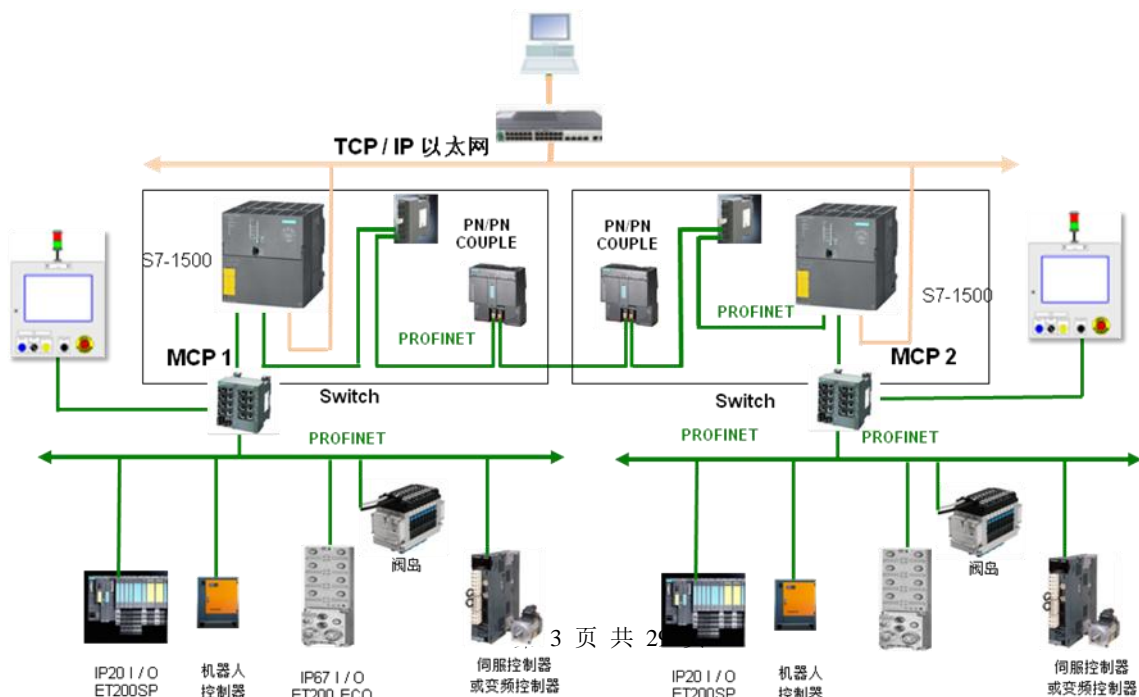 TCP / IP 以太网
PN/PN
COUPLE
PN/PN
COUPLE
S7-1500
S7-1500
PROFINET
PROFINET
MCP 1
MCP 2
Switch
Switch
PROFINET
PROFINET
PROFINET
阀岛
阀岛
3 页 共 29
IP20 I / O
ET200SP
机器人
控制器
IP67 I / O
ET200 ECO
伺服控制器
或变频控制器
IP20 I / O
ET200SP
机器人
控制器
伺服控制器
或变频控制器